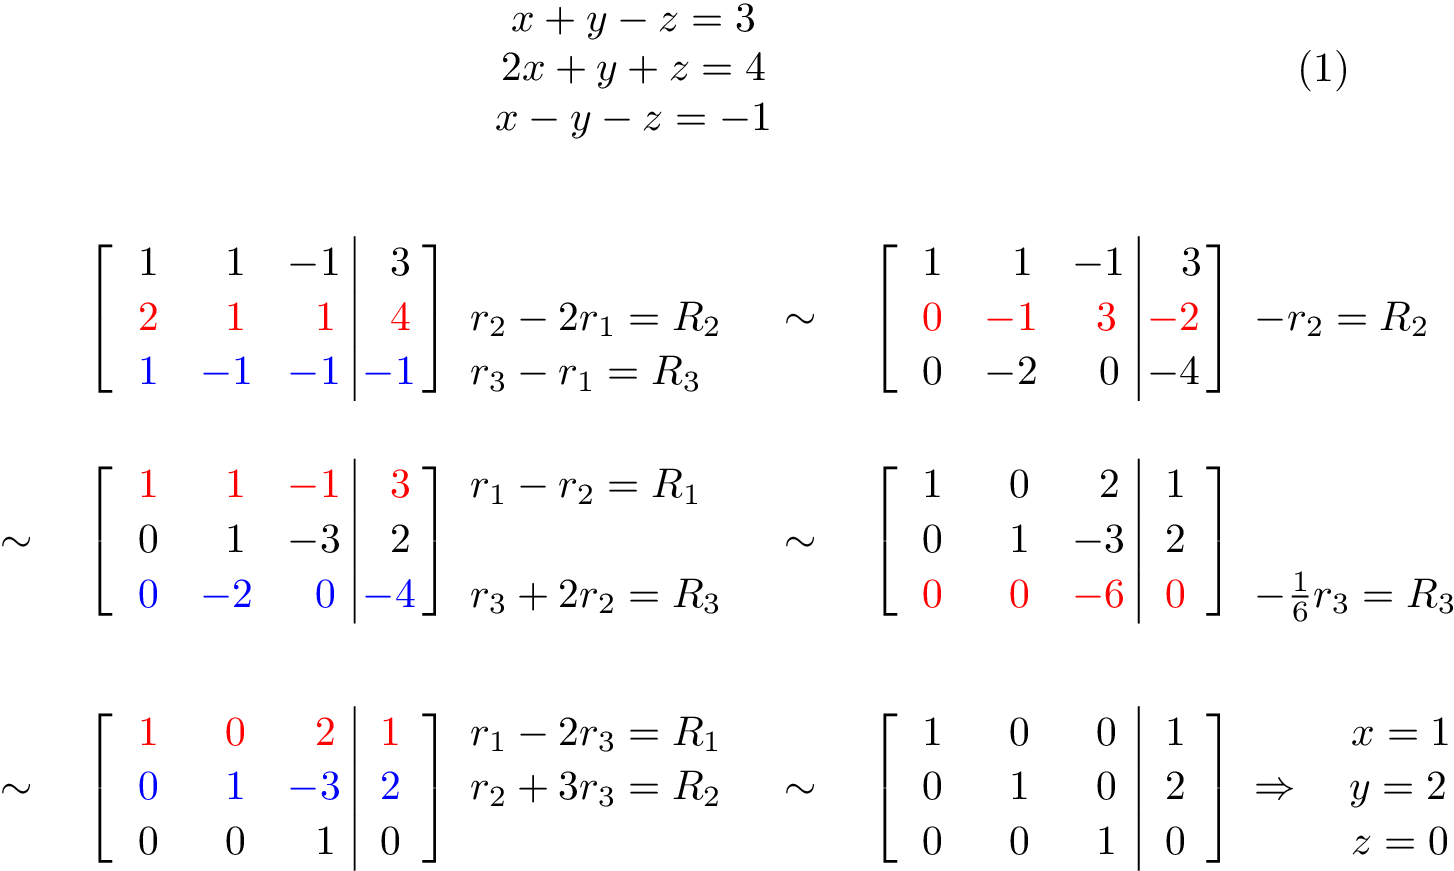 x + y − z = 3
2x + y + z = 4 (1)
x − y − z = −1
[ 1 1 −1 | 3 ] [ 1 1 −1 | 3 ]
[ 2 1 1 | 4 ] r₂ − 2r₁ = R₂ ∼ [ 0 −1 3 | −2 ] −r₂ = R₂
[ 1 −1 −1 | −1 ] r₃ − r₁ = R₃ [ 0 −2 0 | −4 ]
[ 1 1 −1 | 3 ] r₁ − r₂ = R₁ [ 1 0 2 | 1 ]
∼ [ 0 1 −3 | 2 ] ∼ [ 0 1 −3 | 2 ]
[ 0 −2 0 | −4 ] r₃ + 2r₂ = R₃ [ 0 0 −6 | 0 ] −1/6 r₃ = R₃
[ 1 0 2 | 1 ] r₁ − 2r₃ = R₁ [ 1 0 0 | 1 ] x = 1
∼ [ 0 1 −3 | 2 ] r₂ + 3r₃ = R₂ ∼ [ 0 1 0 | 2 ] ⇒ y = 2
[ 0 0 1 | 0 ] [ 0 0 1 | 0 ] z = 0